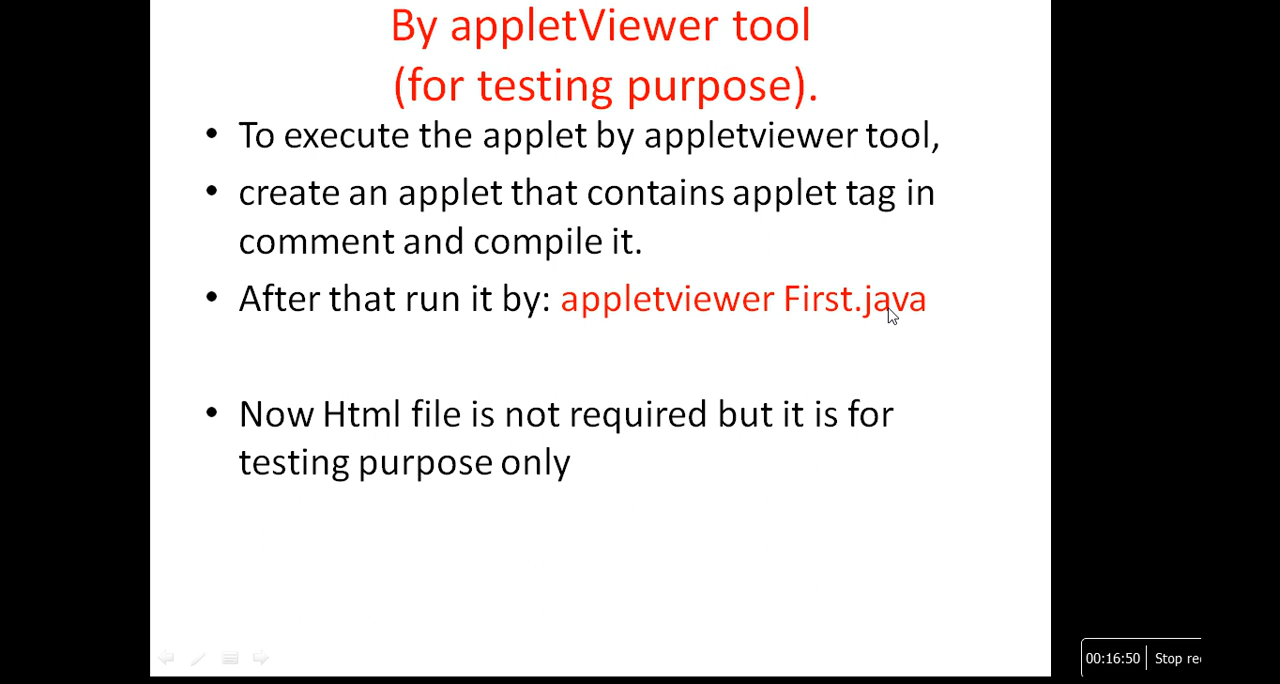 By appletViewer tool
(for testing purpose).
• To execute the applet by appletviewer tool,
• create an applet that contains applet tag in
comment and compile it.
• After that run it by: appletviewer First.java
• Now Html file is not required but it is for
testing purpose only
00:16:50 Stop